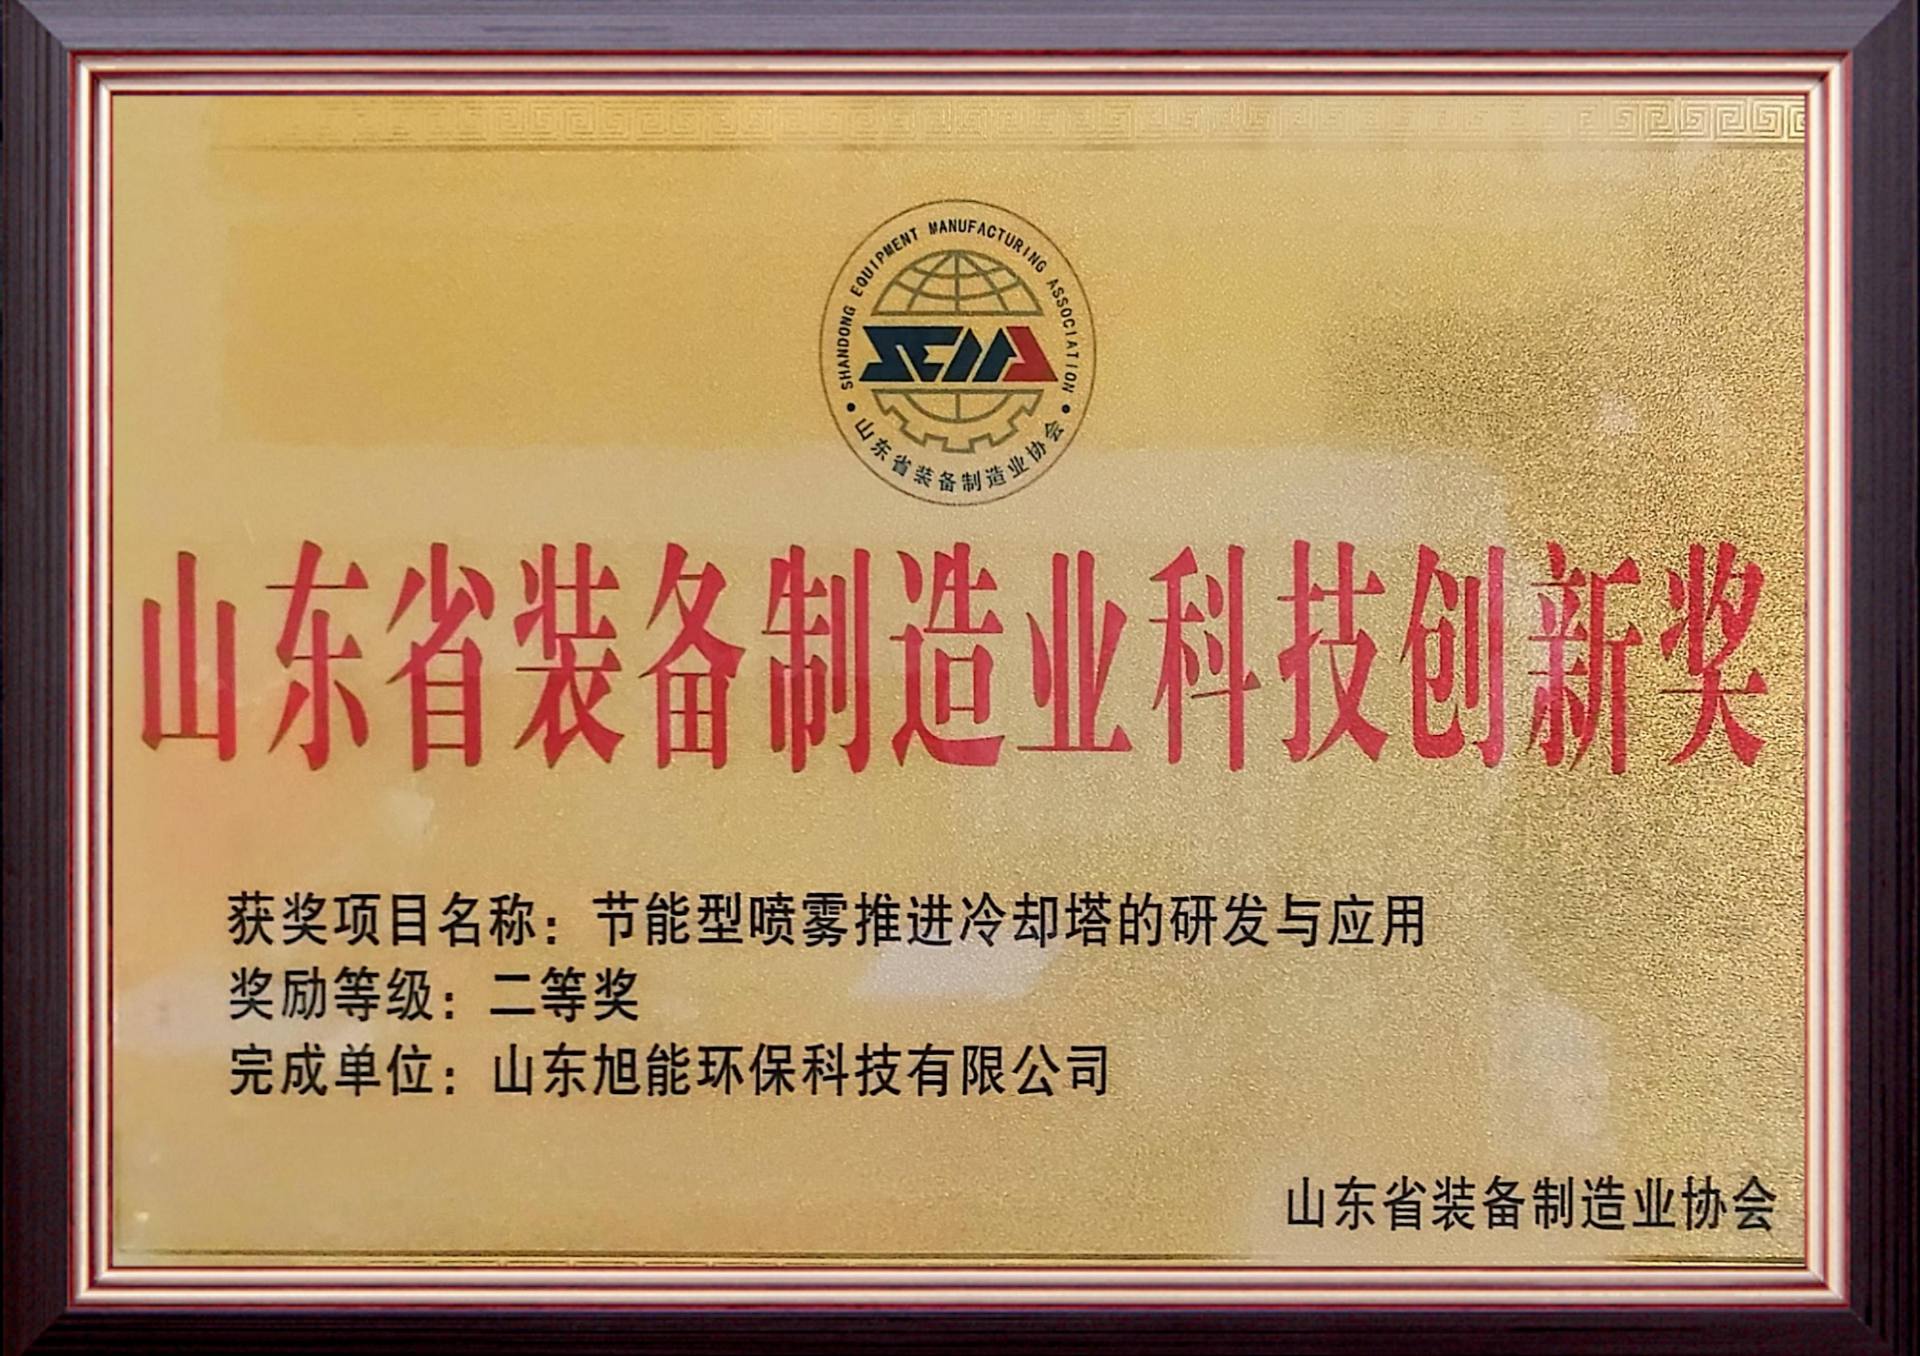 SHANDONG EQUIPMENT MANUFACTURING ASSOCIATION
SEMA
山东省装备制造业协会
山东省装备制造业科技创新奖
获奖项目名称：节能型喷雾推进冷却塔的研发与应用
奖励等级：二等奖
完成单位：山东旭能环保科技有限公司
山东省装备制造业协会